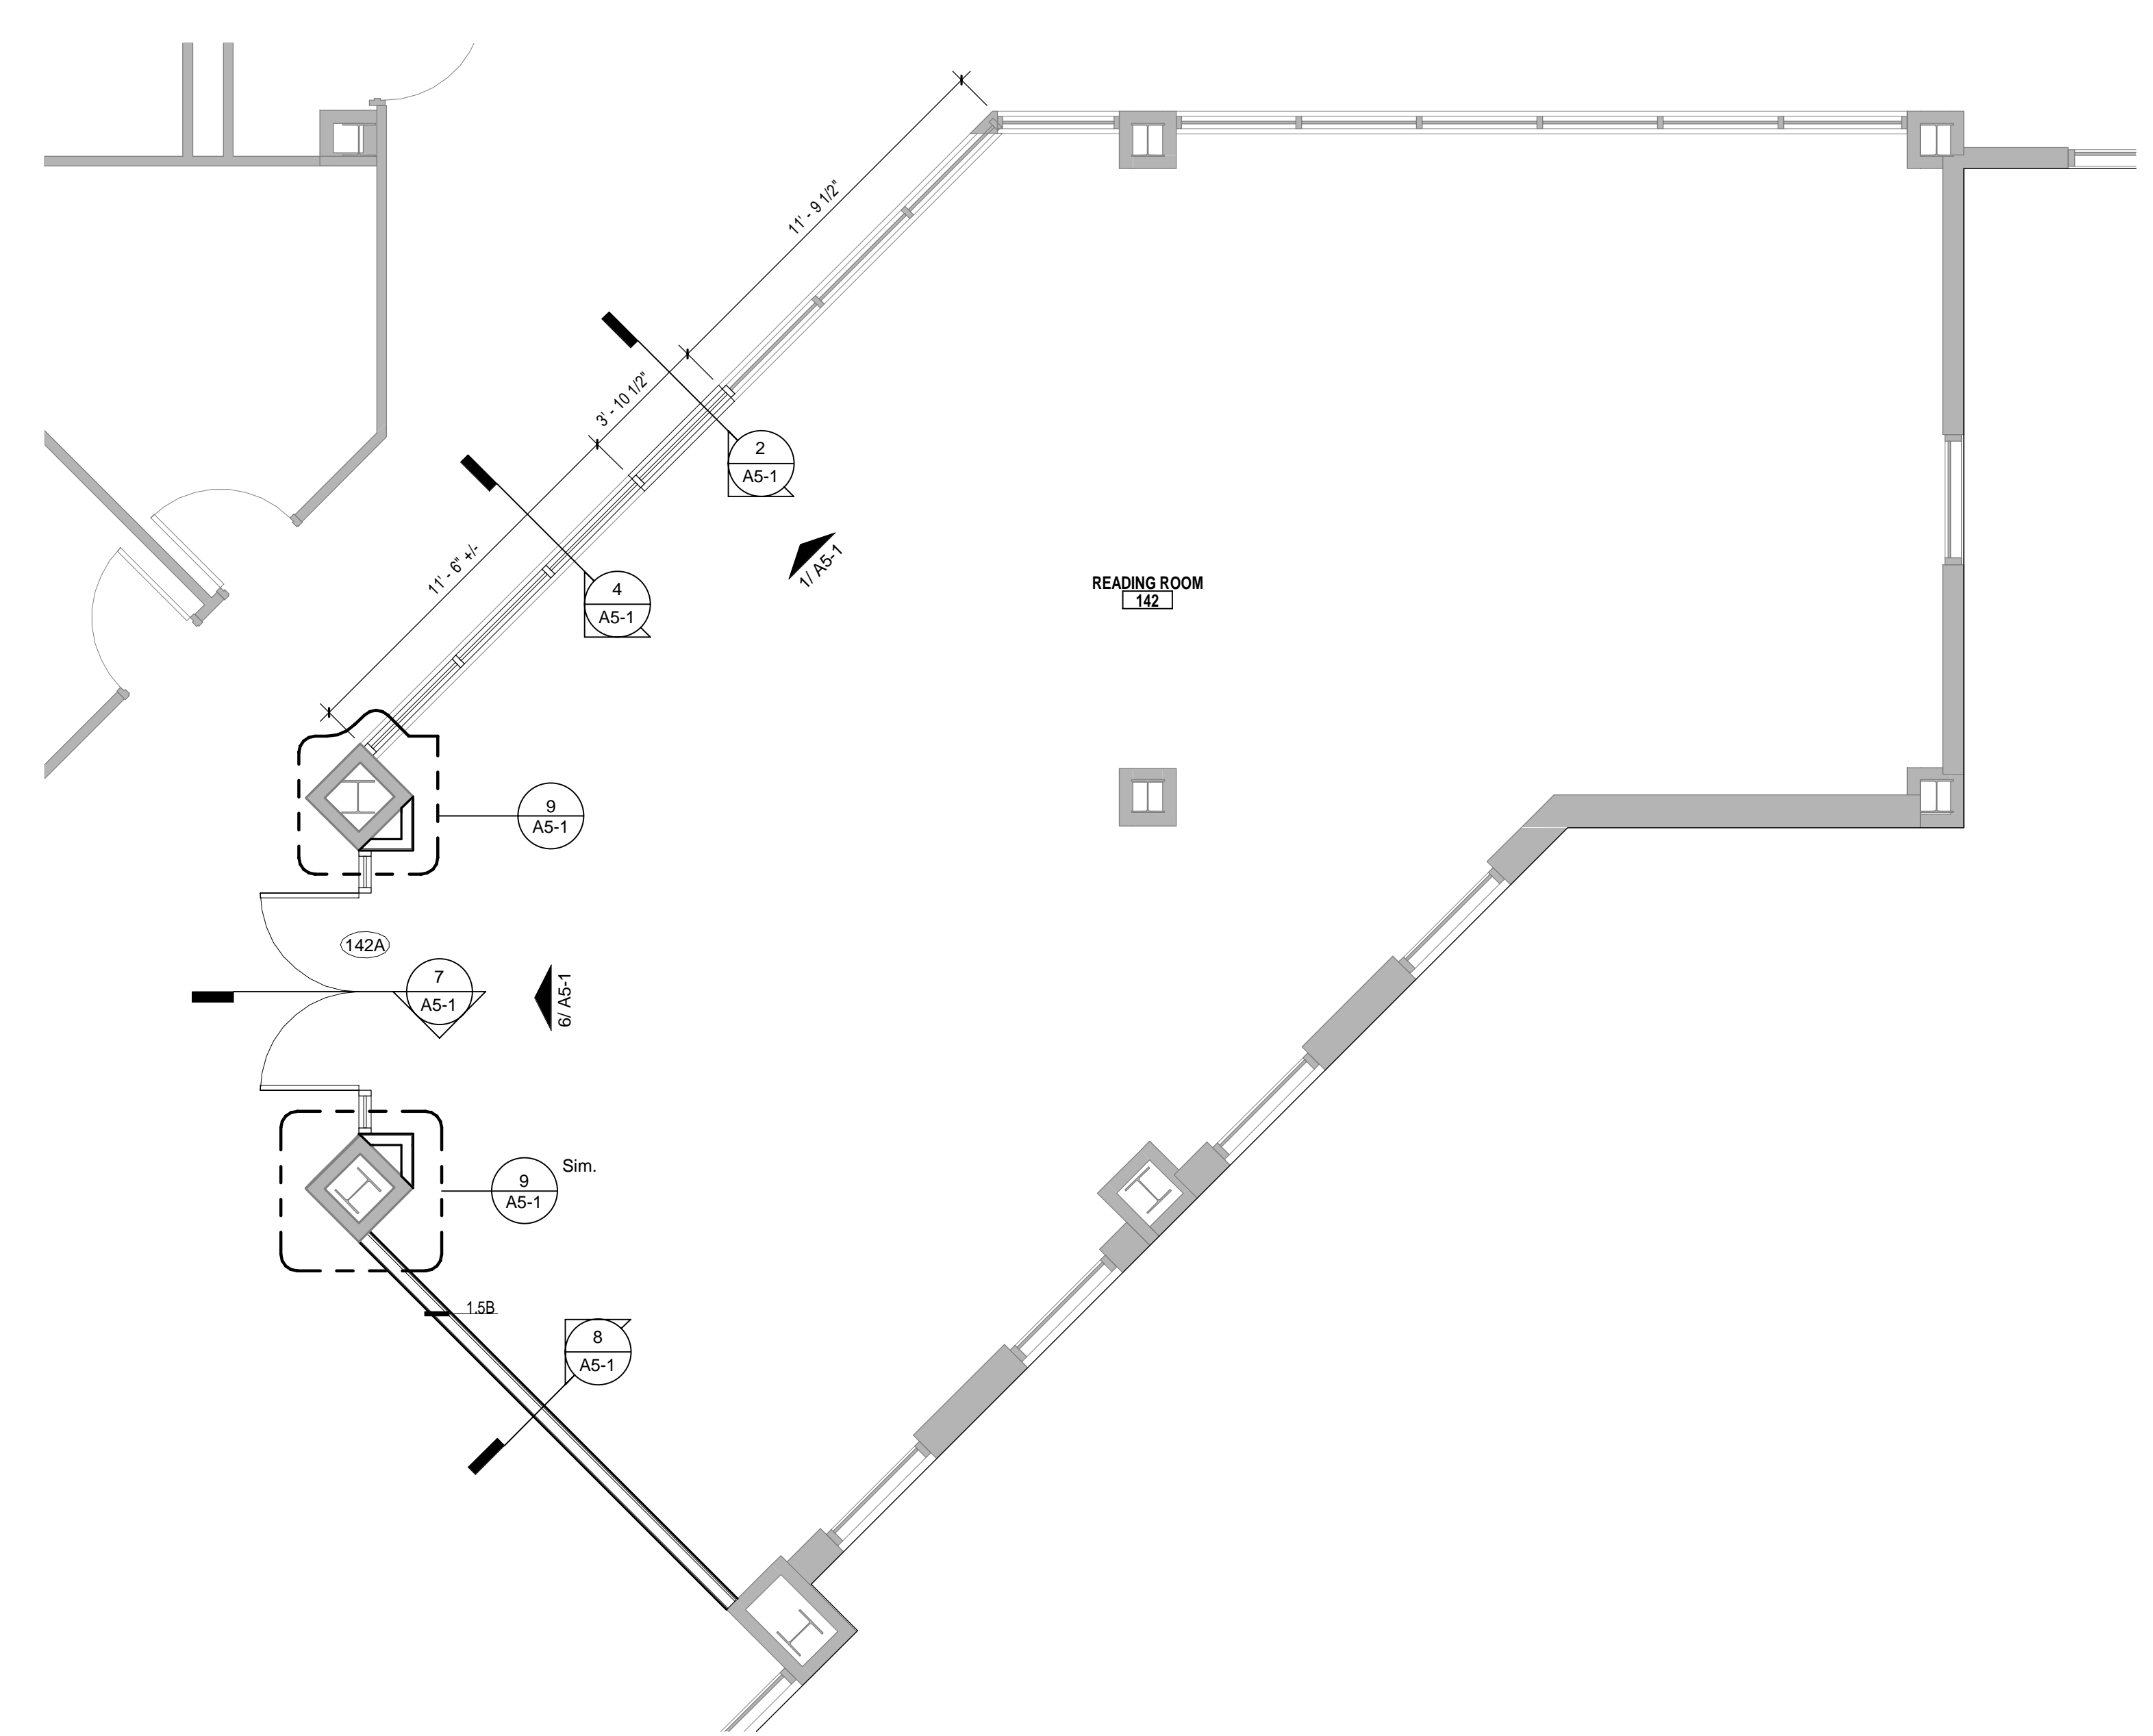 11' - 9 1/2"
3' - 10 1/2"
2
A5-1
11' - 6" +/-
4
A5-1
1/ A5-1
READING ROOM
142
9
A5-1
142A
7
A5-1
6/ A5-1
9
A5-1
Sim.
1.5B
8
A5-1